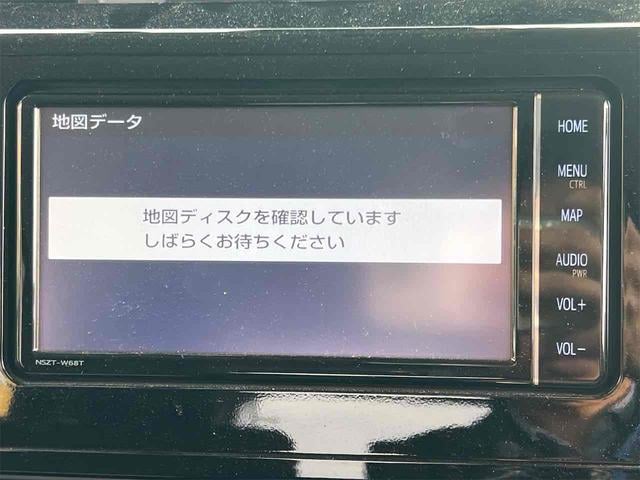 地図データ
地図ディスクを確認しています
しばらくお待ちください
NSZT-W68T
HOME
MENU
CTRL
MAP
AUDIO
PWR
VOL+
VOL-